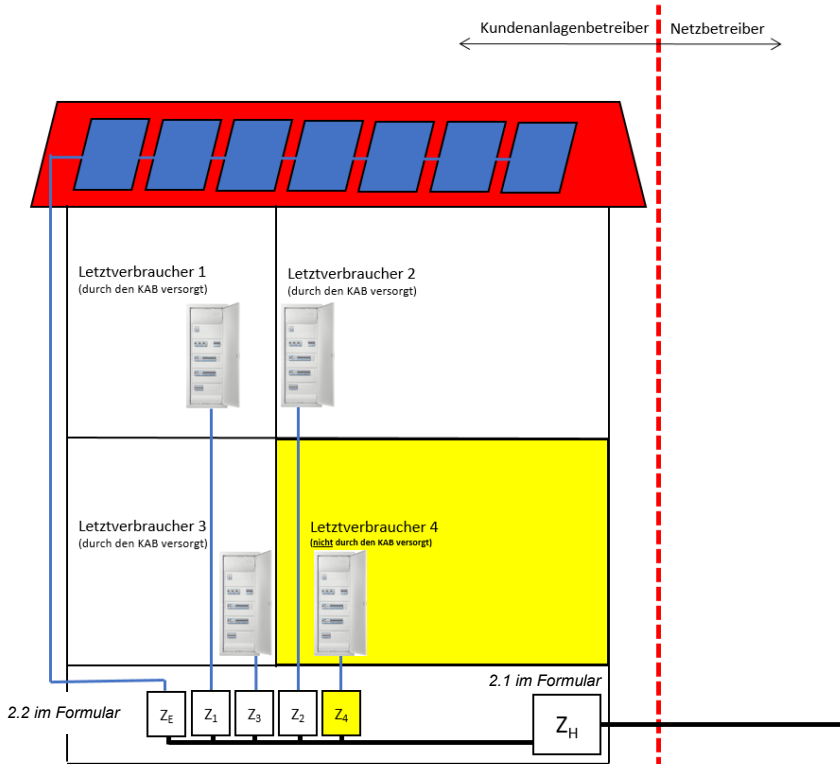 Kundenanlagenbetreiber
Netzbetreiber
Letztverbraucher 1
(durch den KAB versorgt)
Letztverbraucher 2
(durch den KAB versorgt)
Letztverbraucher 3
(durch den KAB versorgt)
Letztverbraucher 4
(nicht durch den KAB versorgt)
2.1 im Formular
2.2 im Formular
ZE
Z1
Z3
Z2
Z4
ZH